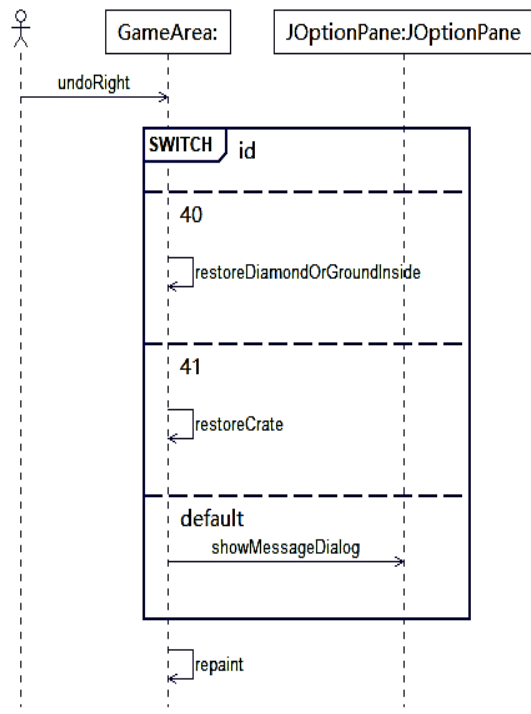 GameArea: JOptionPane:JOptionPane
undoRight
SWITCH id
40
restoreDiamondOrGroundInside
41
restoreCrate
default
showMessageDialog
repaint